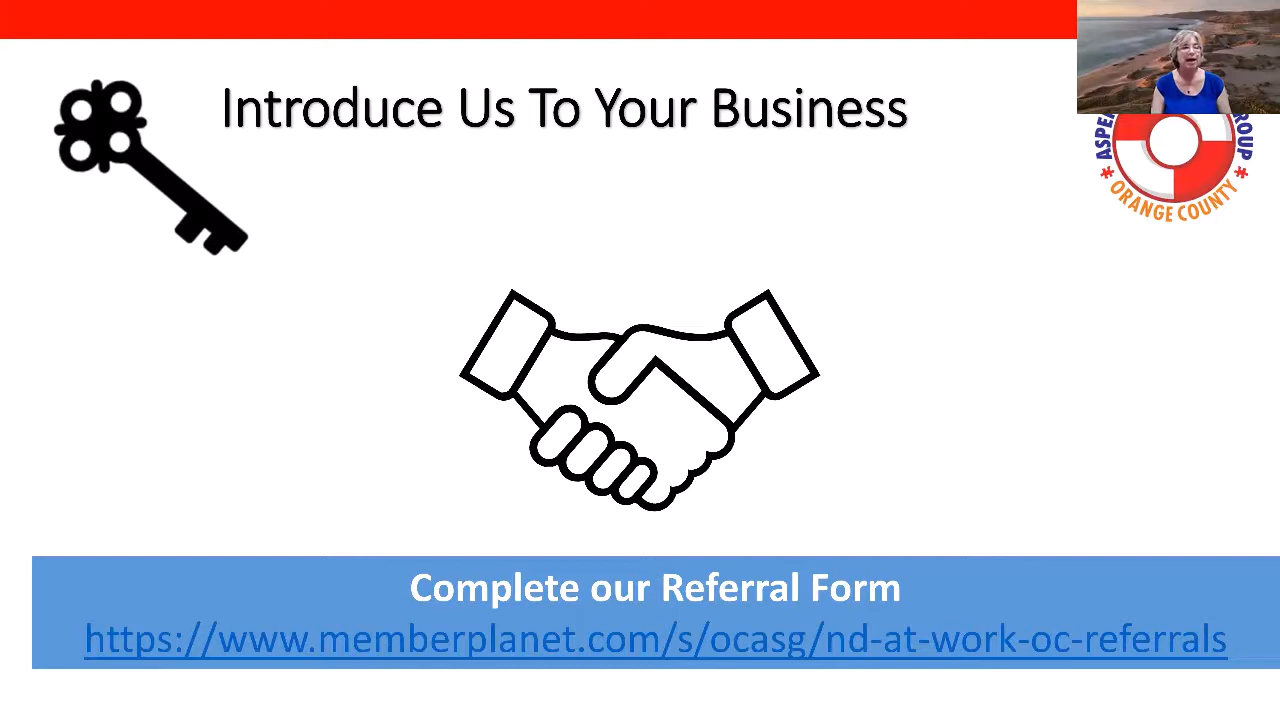 Introduce Us To Your Business
ORANGE COUNTY
Complete our Referral Form
https://www.memberplanet.com/s/ocasg/nd-at-work-oc-referrals